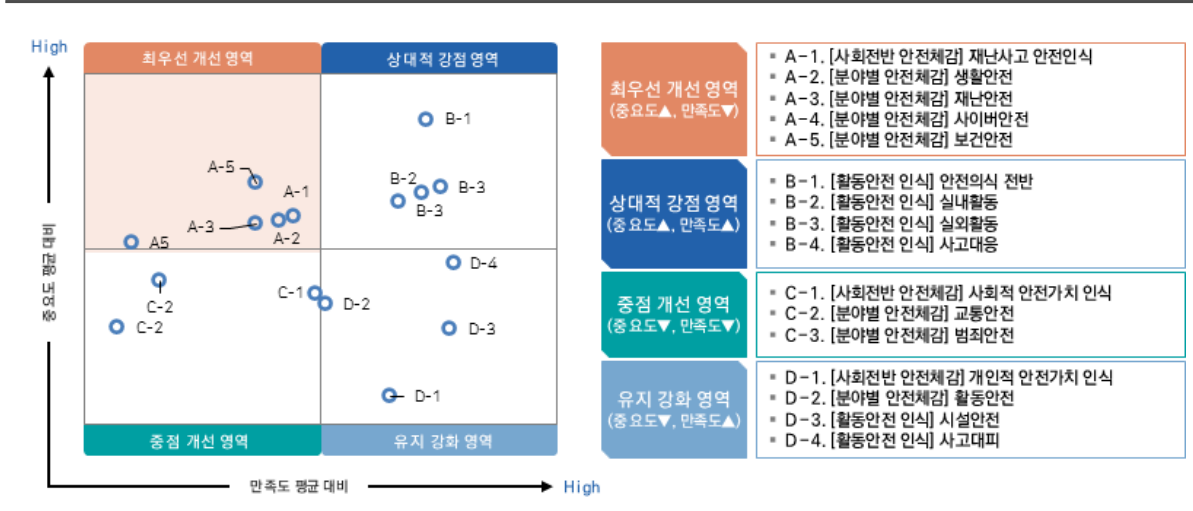 High
최우선 개선 영역
상대적 강점 영역
B-1
A-5
A-1
B-2
B-3
B-3
A-3
A-2
A5
D-4
C-2
C-1
D-2
C-2
D-3
D-1
중점 개선 영역
유지 강화 영역
중요도 평균 대비
만족도 평균 대비
High
최우선 개선 영역
(중요도▲, 만족도▼)
▪ A-1. [사회전반 안전체감] 재난사고 안전인식
▪ A-2. [분야별 안전체감] 생활안전
▪ A-3. [분야별 안전체감] 재난안전
▪ A-4. [분야별 안전체감] 사이버안전
▪ A-5. [분야별 안전체감] 보건안전
상대적 강점 영역
(중요도▲, 만족도▲)
▪ B-1. [활동안전 인식] 안전의식 전반
▪ B-2. [활동안전 인식] 실내활동
▪ B-3. [활동안전 인식] 실외활동
▪ B-4. [활동안전 인식] 사고대응
중점 개선 영역
(중요도▼, 만족도▼)
▪ C-1. [사회전반 안전체감] 사회적 안전가치 인식
▪ C-2. [분야별 안전체감] 교통안전
▪ C-3. [분야별 안전체감] 범죄안전
유지 강화 영역
(중요도▼, 만족도▲)
▪ D-1. [사회전반 안전체감] 개인적 안전가치 인식
▪ D-2. [분야별 안전체감] 활동안전
▪ D-3. [활동안전 인식] 시설안전
▪ D-4. [활동안전 인식] 사고대피